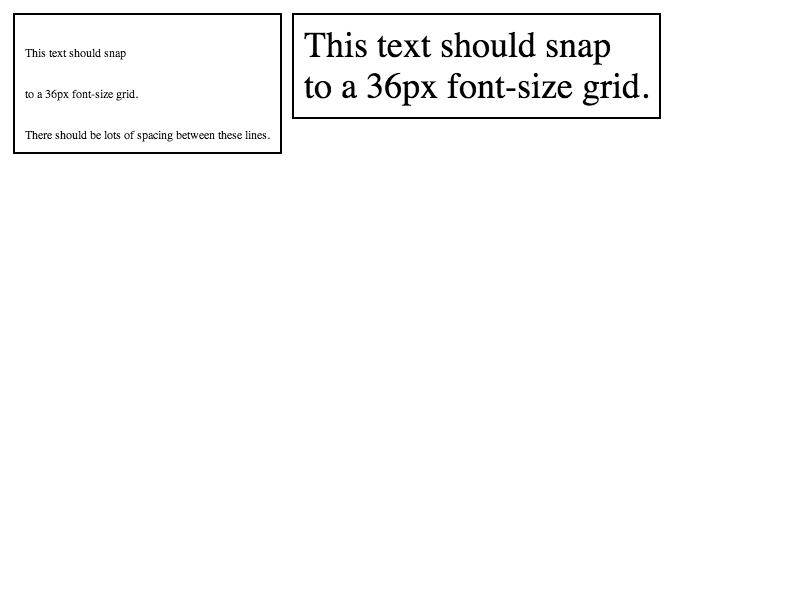 This text should snap
to a 36px font-size grid.
There should be lots of spacing between these lines.
This text should snap
to a 36px font-size grid.